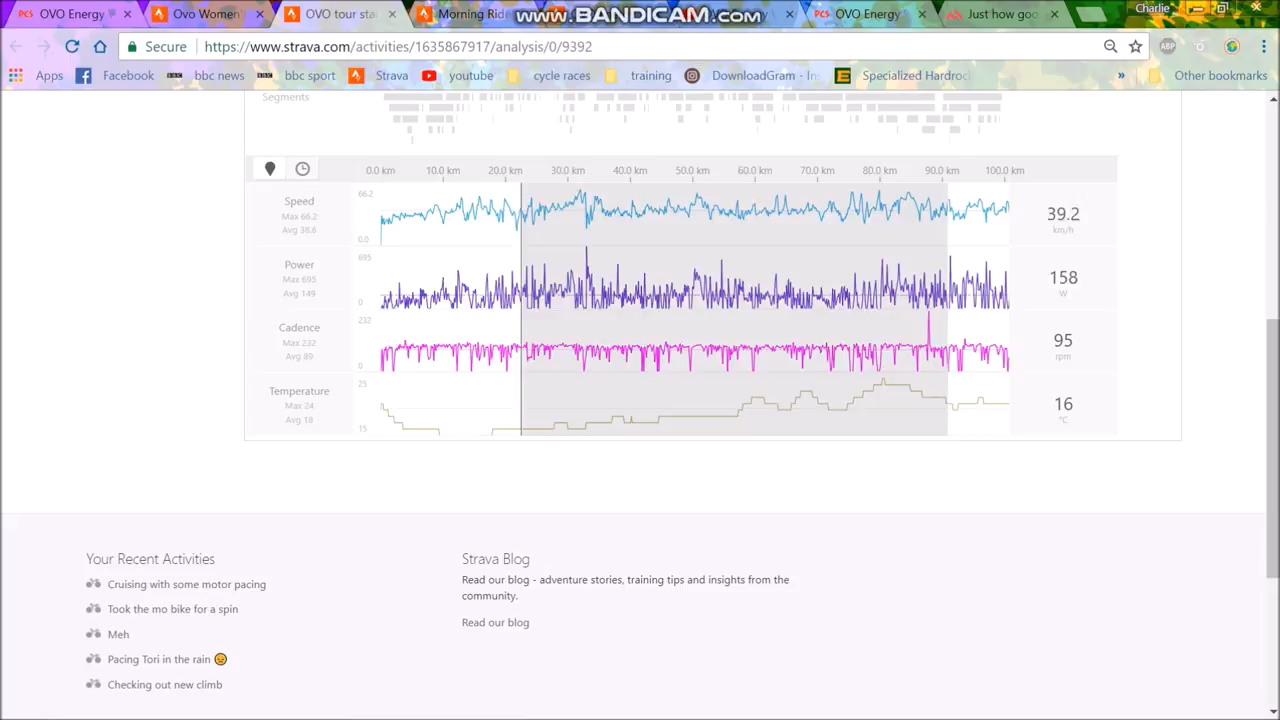 OVO Energy
Ovo Women'
OVO tour sta
Morning Rid
www.BANDICAM.com
OVO Energy
Just how goo
Charlie
Secure
https://www.strava.com/activities/1635867917/analysis/0/9392
ABP
Apps
Facebook
bbc news
bbc sport
Strava
youtube
cycle races
training
DownloadGram - In
Specialized Hardroc
»
Other bookmarks
Segments
0.0 km 10.0 km 20.0 km 30.0 km 40.0 km 50.0 km 60.0 km 70.0 km 80.0 km 90.0 km 100.0 km
Speed
Max 66.2
Avg 36.6
66.2
0.0
39.2
km/h
Power
Max 695
Avg 149
695
0
158
W
Cadence
Max 232
Avg 89
232
0
95
rpm
Temperature
Max 24
Avg 18
25
15
16
°C
Your Recent Activities
Cruising with some motor pacing
Took the mo bike for a spin
Meh
Pacing Tori in the rain
Checking out new climb
Strava Blog
Read our blog - adventure stories, training tips and insights from the
community.
Read our blog